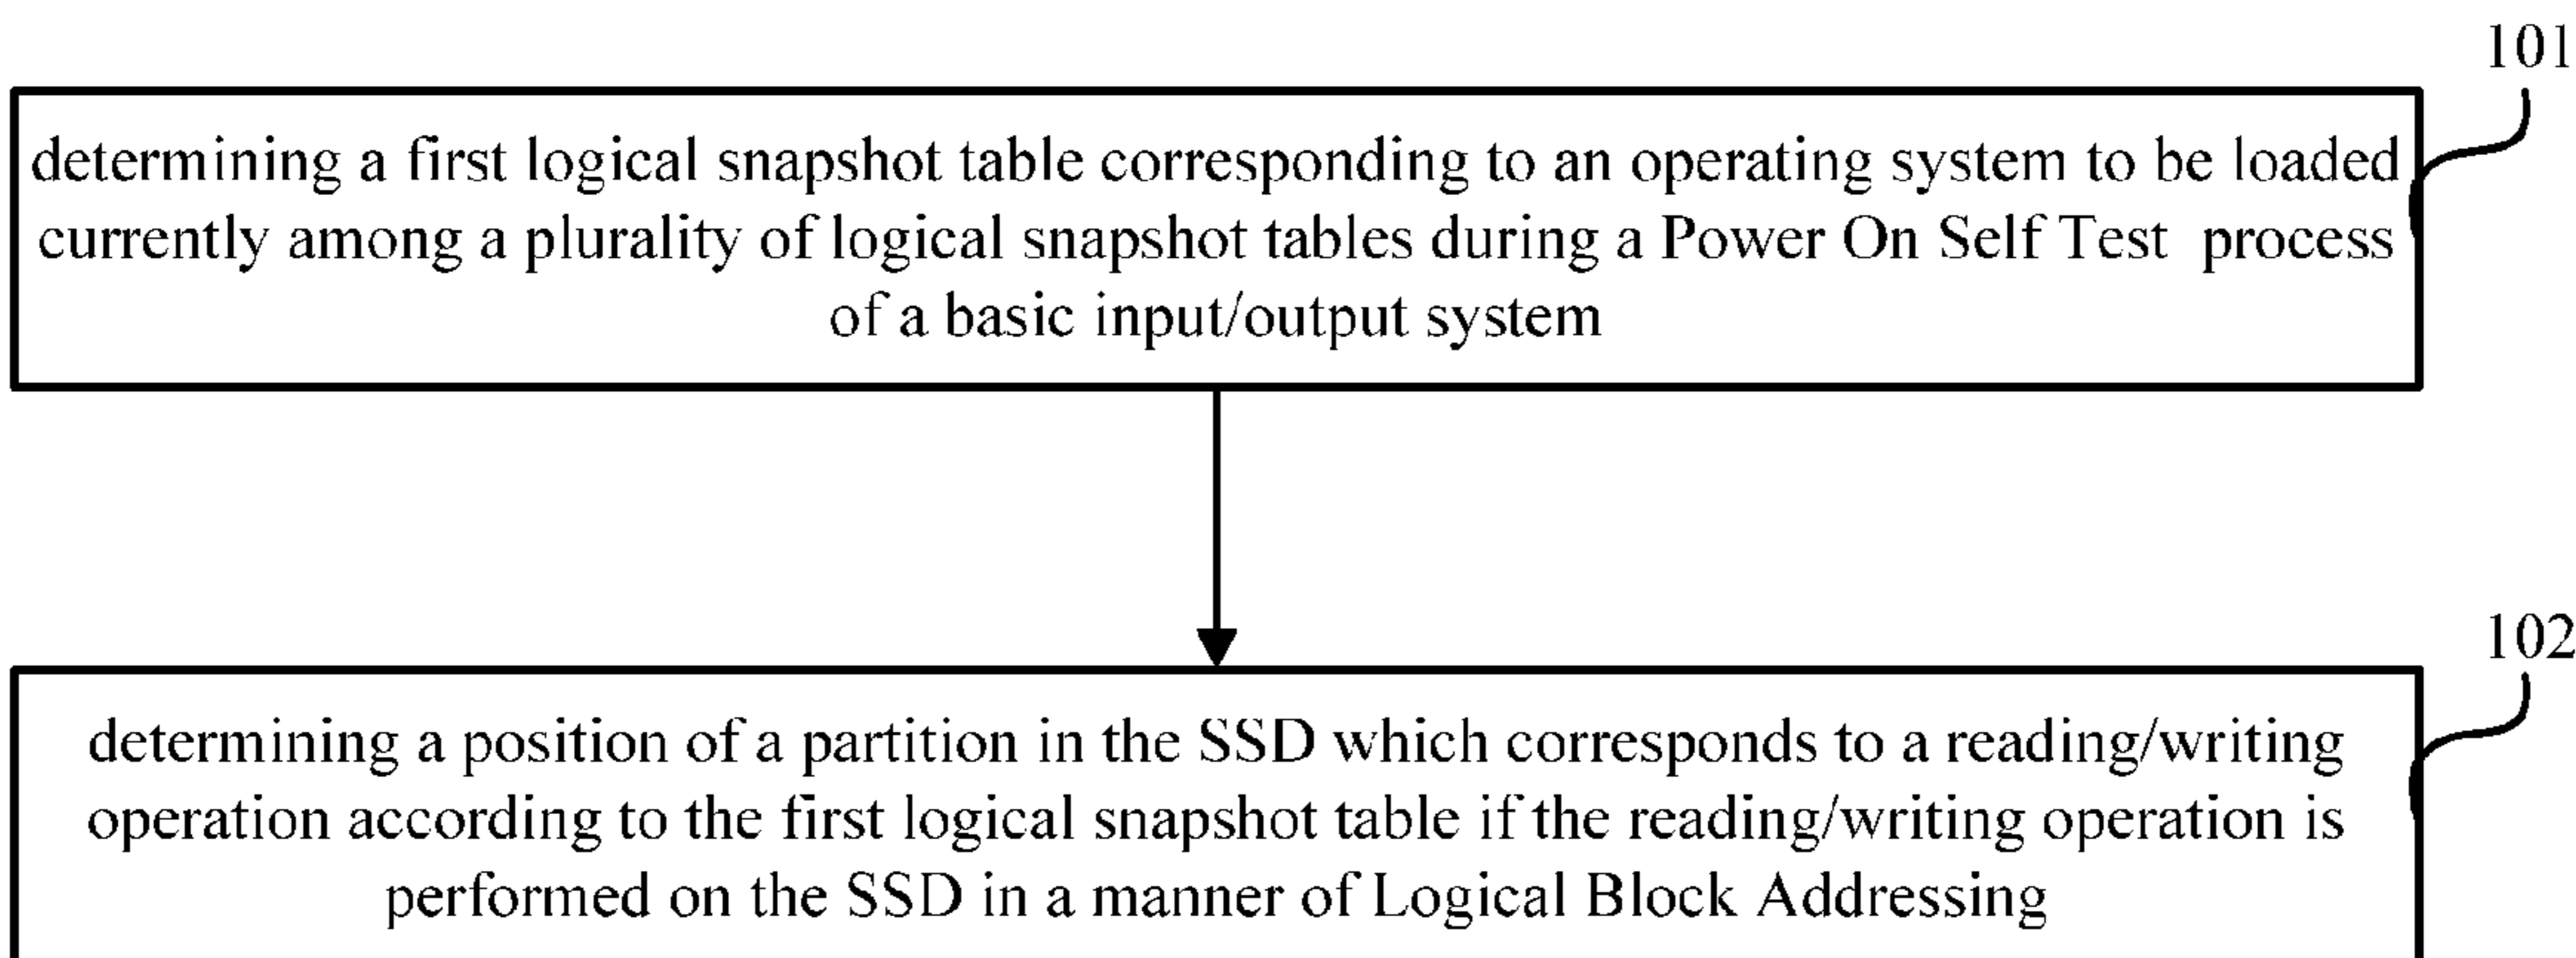 101
determining a first logical snapshot table corresponding to an operating system to be loaded
currently among a plurality of logical snapshot tables during a Power On Self Test process
of a basic input/output system
102
determining a position of a partition in the SSD which corresponds to a reading/writing
operation according to the first logical snapshot table if the reading/writing operation is
performed on the SSD in a manner of Logical Block Addressing